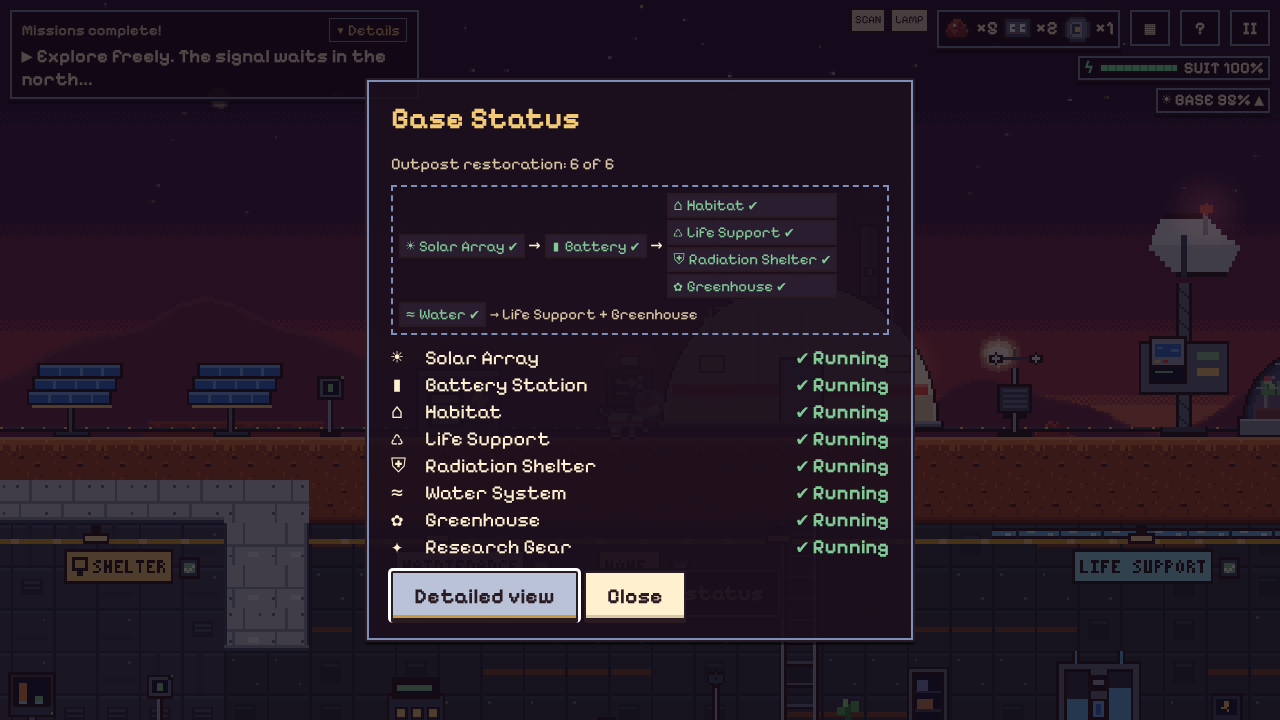 Missions complete!
▾ Details
▶ Explore freely. The signal waits in the
north...
SCAN
LAMP
×8
×2
×1
?
II
SUIT 100%
BASE 98% ▲
Base Status
Outpost restoration: 6 of 6
☀ Solar Array ✔ → ▮ Battery ✔ →
⌂ Habitat ✔
♺ Life Support ✔
⛨ Radiation Shelter ✔
✿ Greenhouse ✔
≈ Water ✔ → Life Support + Greenhouse
☀ Solar Array ✔ Running
▮ Battery Station ✔ Running
⌂ Habitat ✔ Running
♺ Life Support ✔ Running
⛨ Radiation Shelter ✔ Running
≈ Water System ✔ Running
✿ Greenhouse ✔ Running
✦ Research Gear ✔ Running
Detailed view
Close
status
SHELTER
LIFE SUPPORT